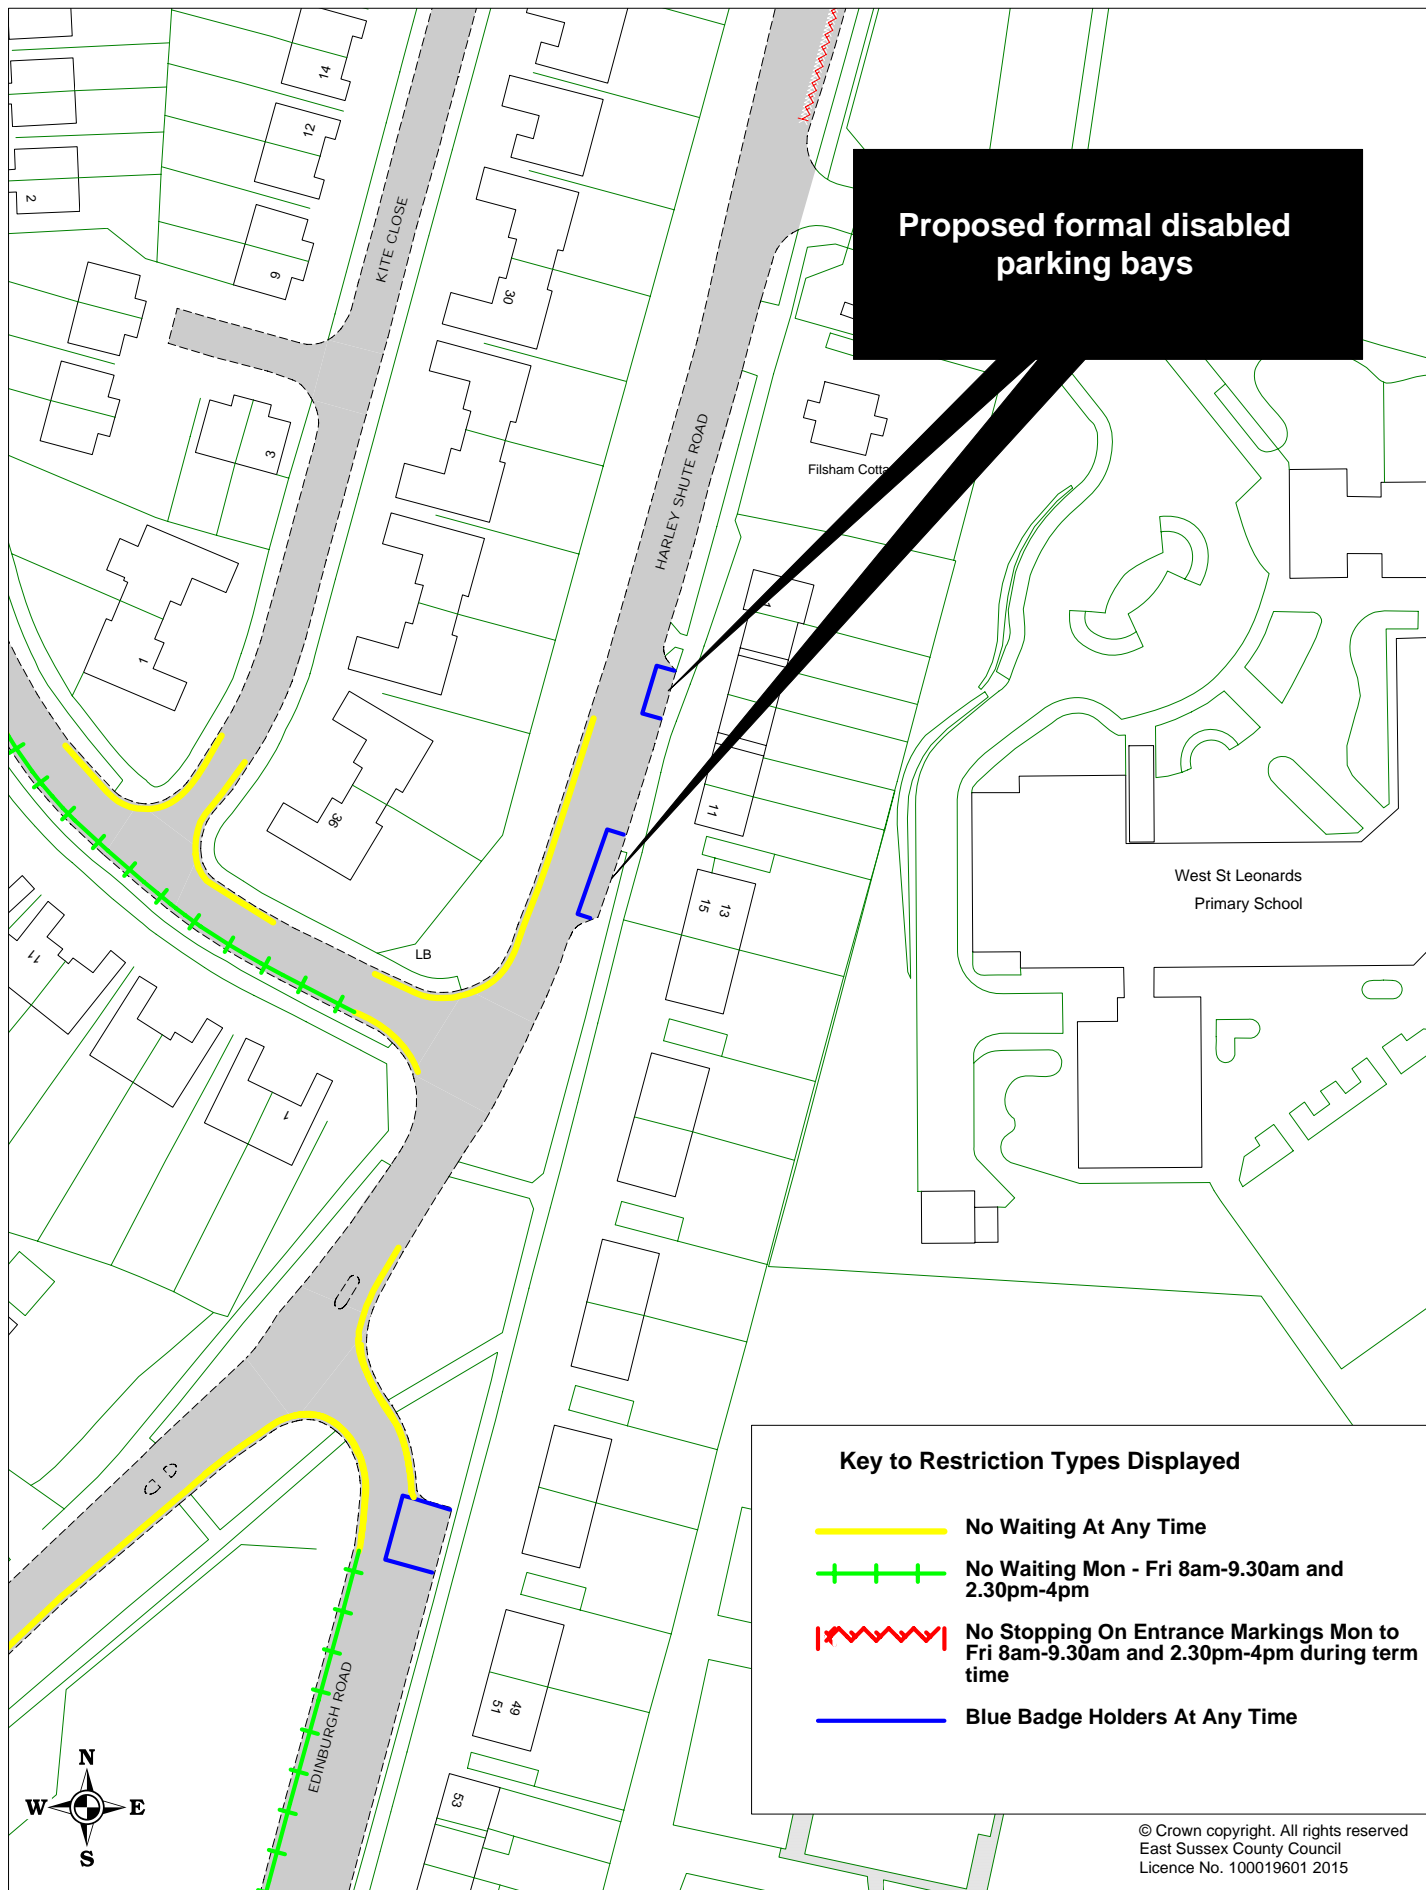 14
12
2
9
KITE CLOSE
30
Proposed formal disabled
parking bays
3
HARLEY SHUTE ROAD
Filsham Cotta
1
1
36
11
13
15
LB
11
1
West St Leonards
Primary School
Key to Restriction Types Displayed
No Waiting At Any Time
No Waiting Mon - Fri 8am-9.30am and
2.30pm-4pm
No Stopping On Entrance Markings Mon to
Fri 8am-9.30am and 2.30pm-4pm during term
time
Blue Badge Holders At Any Time
49
51
EDINBURGH ROAD
53
N
W E
S
© Crown copyright. All rights reserved
East Sussex County Council
Licence No. 100019601 2015